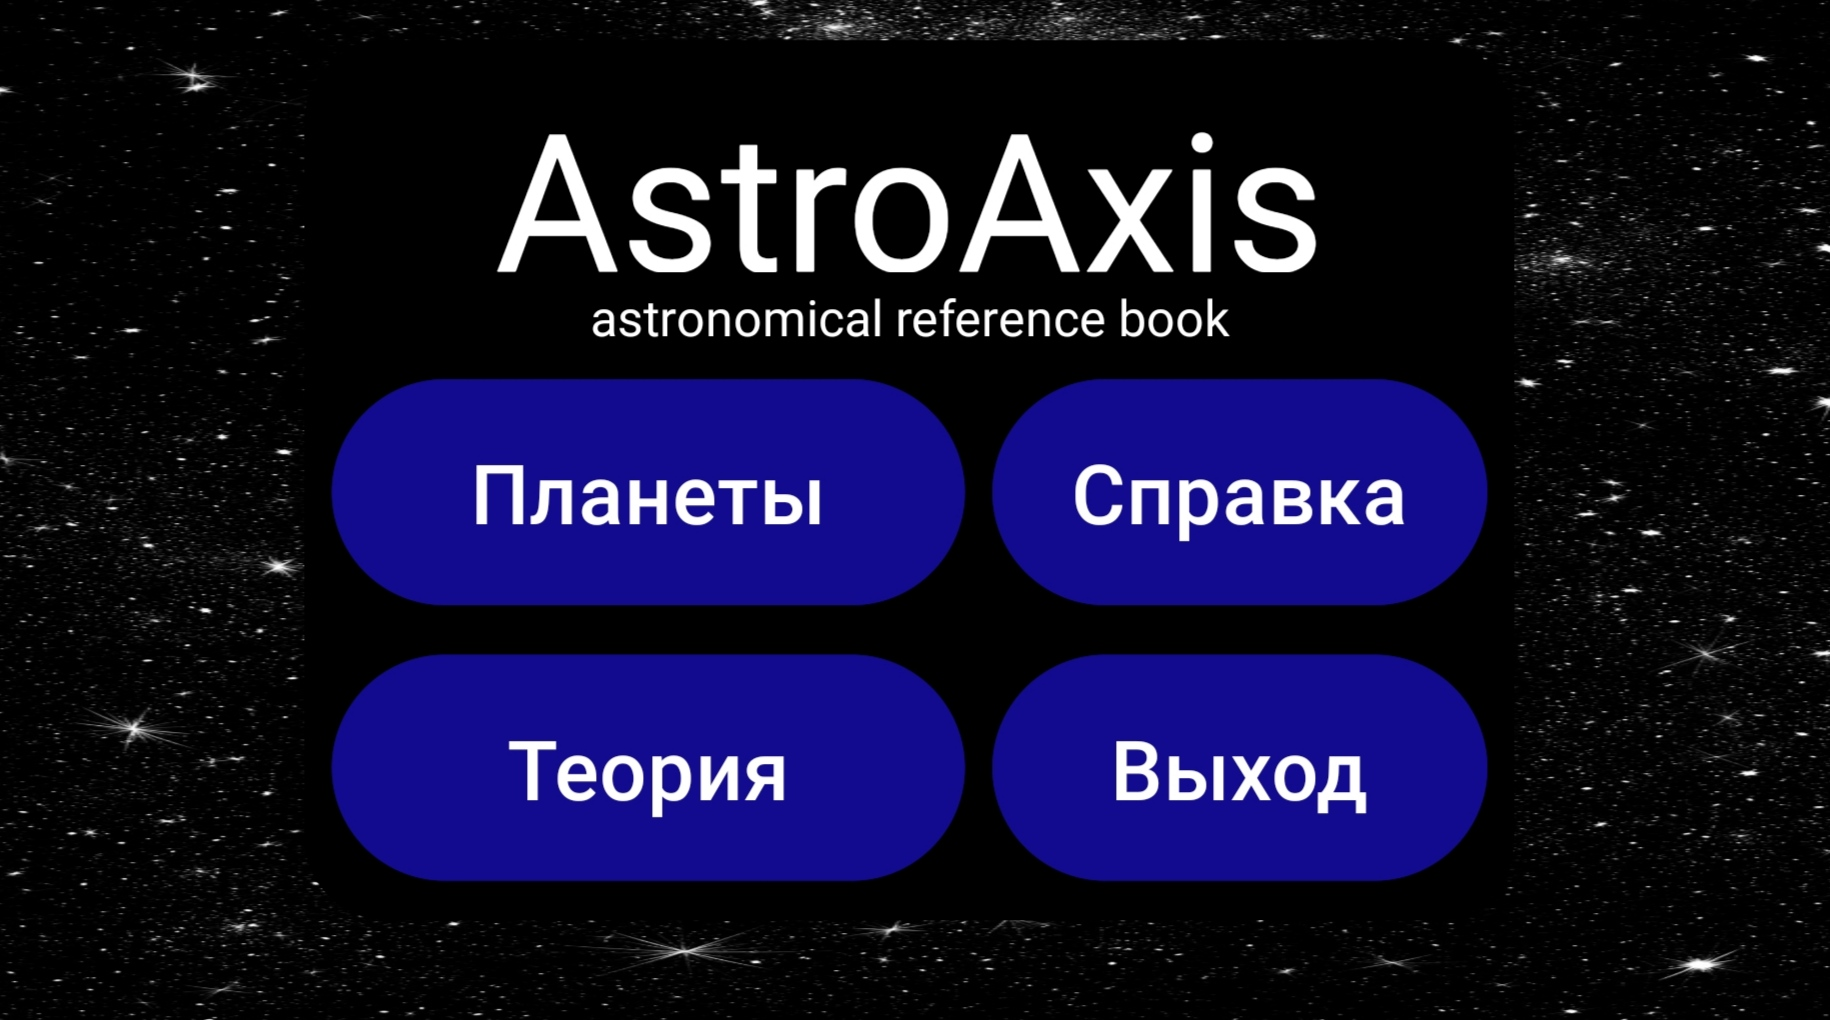 AstroAxis
astronomical reference book
Планеты
Справка
Теория
Выход